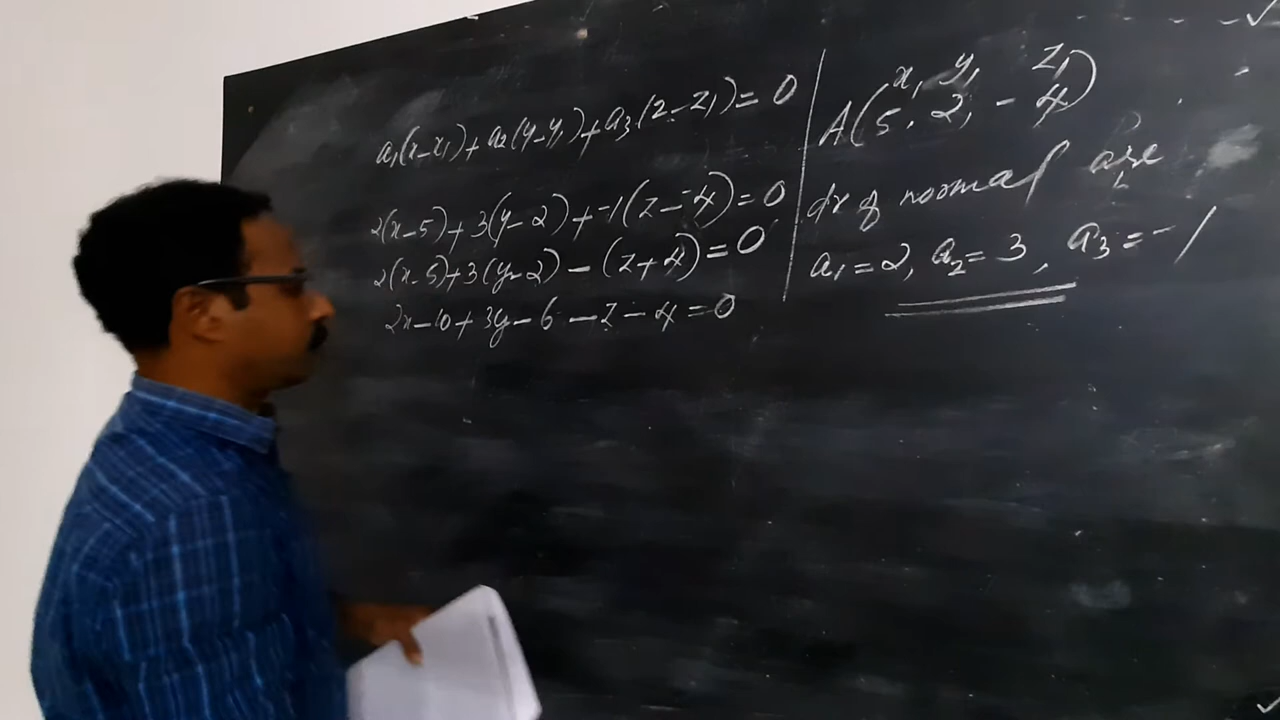 a₁(x-x₁)+a₂(y-y₁)+a₃(z-z₁)=0
2(x-5)+3(y-2)+-1(z--4)=0
2(x-5)+3(y-2)-(z+4)=0
2x-10+3y-6-z-4=0
x₁ y₁ z₁
A(5, 2, -4)
dr of normal are
a₁=2, a₂=3, a₃=-1